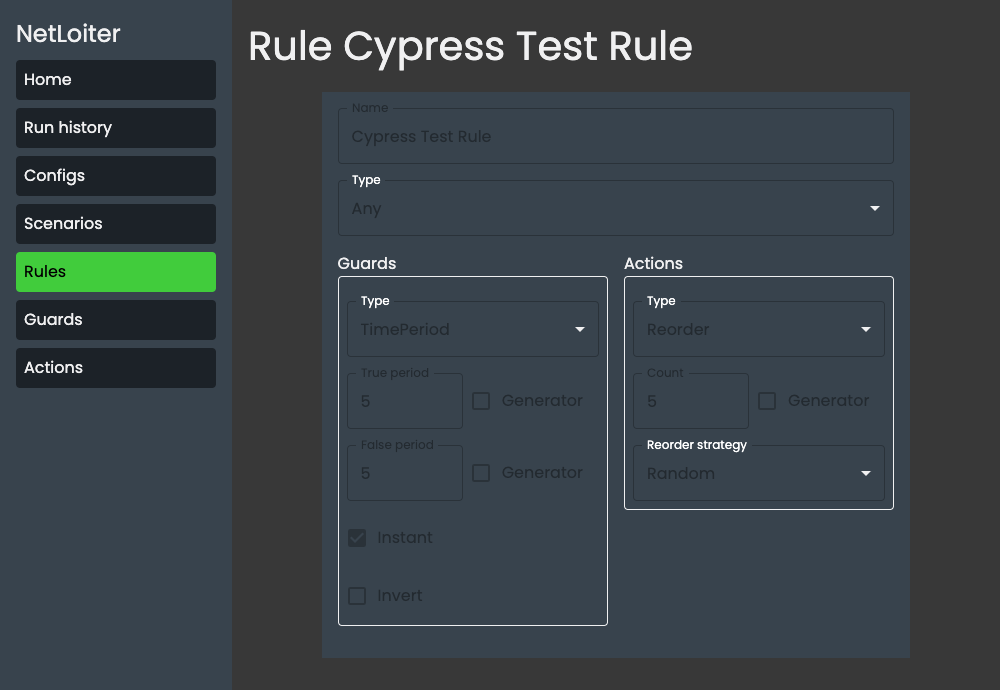 NetLoiter
Home
Run history
Configs
Scenarios
Rules
Guards
Actions
Rule Cypress Test Rule
Name
Cypress Test Rule
Type
Any
Guards
Type
TimePeriod
True period
5
Generator
False period
5
Generator
Instant
Invert
Actions
Type
Reorder
Count
5
Generator
Reorder strategy
Random